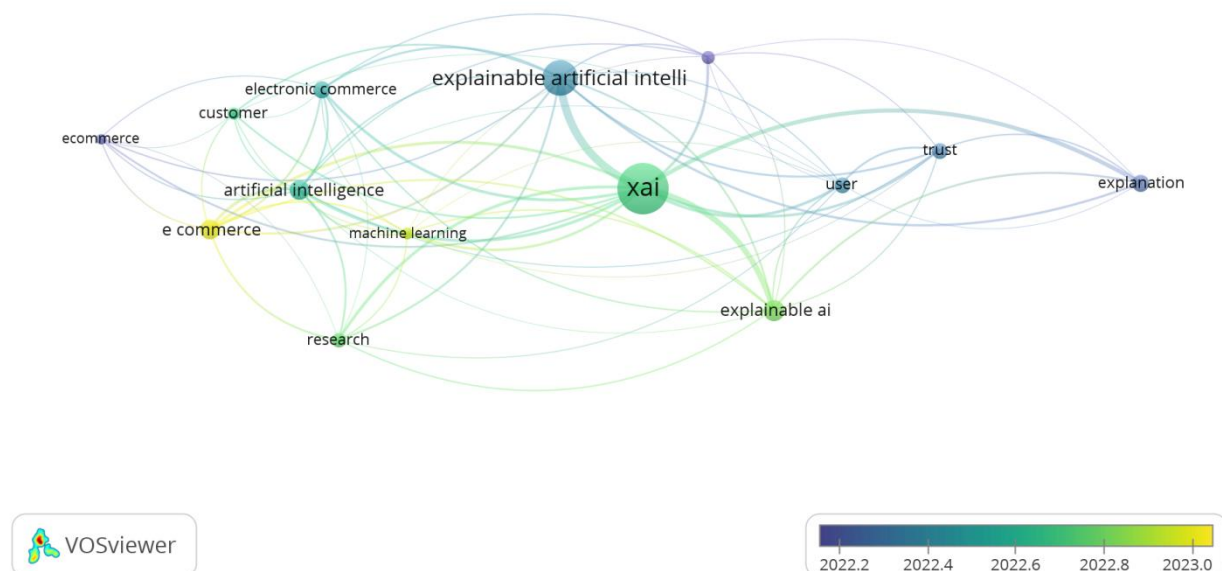 explainable artificial intelli
electronic commerce
customer
ecommerce
trust
xai
user
explanation
artificial intelligence
e commerce
machine learning
explainable ai
research
VOSviewer
2022.2 2022.4 2022.6 2022.8 2023.0